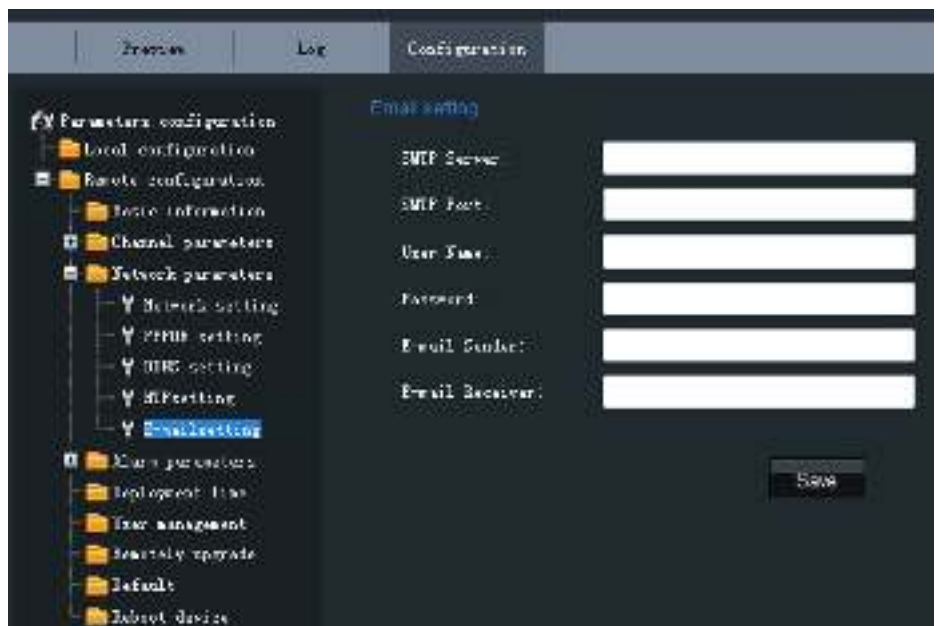 Preview
Log
Configuration
Parameters configuration
Local configuration
Remote configuration
Basic information
Channel parameters
Network parameters
Network setting
PPPOE setting
DDNS setting
NTPsetting
E-mailsetting
Alarm parameters
Deployment time
User management
Remotely upgrade
Default
Reboot device
Email setting
SMTP Server
SMTP Port
User Name:
Password
E-mail Sender:
E-mail Receiver:
Save